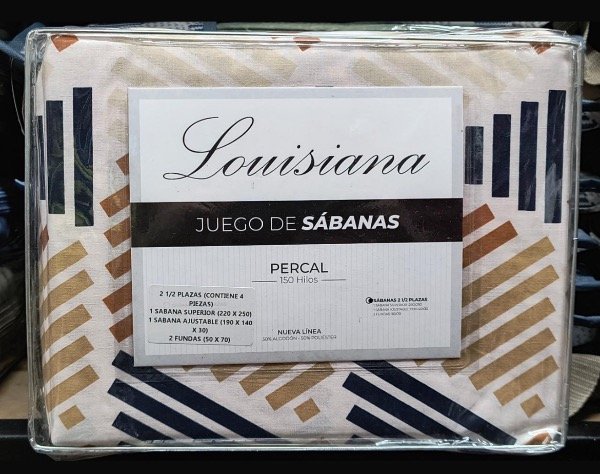 Louisiana
JUEGO DE SÁBANAS
PERCAL
150 Hilos
2 1/2 PLAZAS (CONTIENE 4
PIEZAS)
1 SABANA SUPERIOR (220 X 250)
1 SABANA AJUSTABLE (190 X 140
X 30)
2 FUNDAS (50 X 70)
SÁBANAS 2 1/2 PLAZAS
NUEVA LÍNEA
50% ALGODÓN - 50% POLIESTER